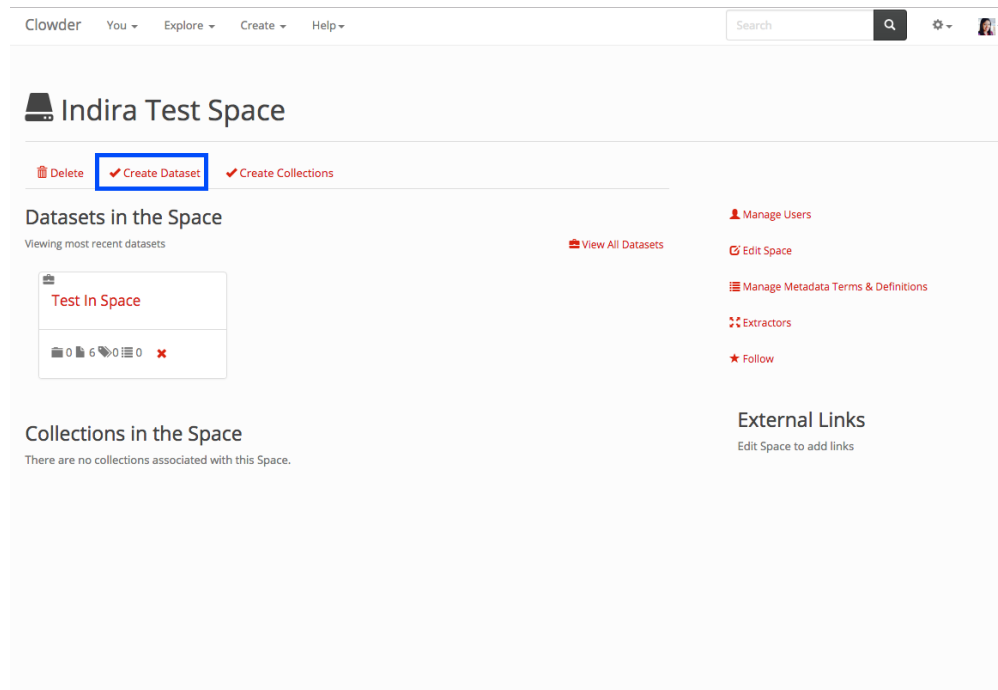 Clowder You Explore Create Help Search
Indira Test Space
Delete Create Dataset Create Collections
Datasets in the Space
Viewing most recent datasets
View All Datasets
Test In Space
0 6 0 0
Collections in the Space
There are no collections associated with this Space.
Manage Users
Edit Space
Manage Metadata Terms & Definitions
Extractors
Follow
External Links
Edit Space to add links